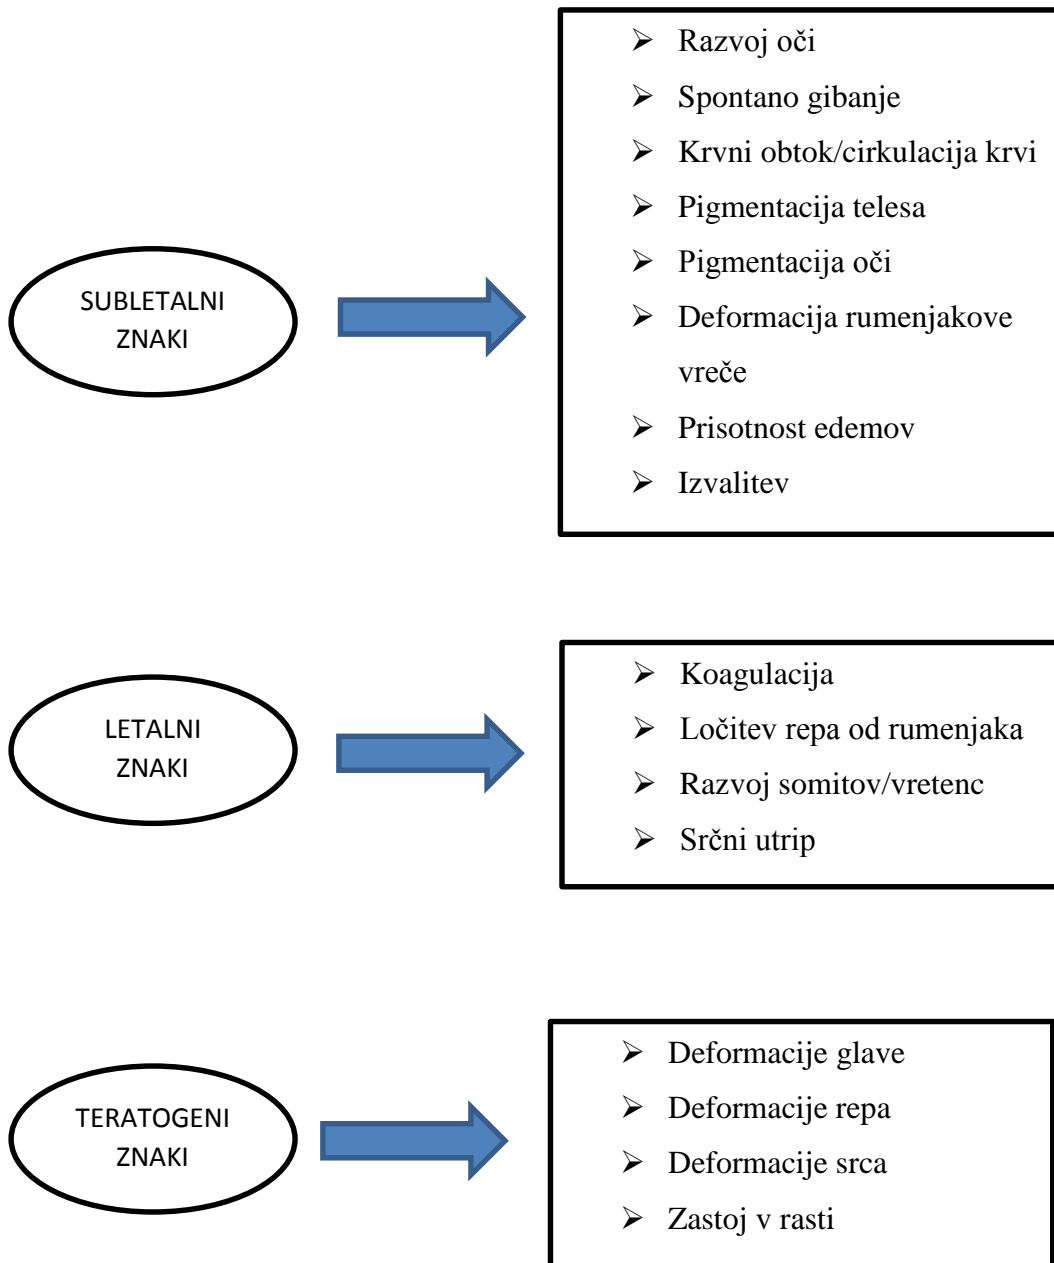 SUBLETALNI
ZNAKI
➢ Razvoj oči
➢ Spontano gibanje
➢ Krvni obtok/cirkulacija krvi
➢ Pigmentacija telesa
➢ Pigmentacija oči
➢ Deformacija rumenjakove
vreče
➢ Prisotnost edemov
➢ Izvalitev
LETALNI
ZNAKI
➢ Koagulacija
➢ Ločitev repa od rumenjaka
➢ Razvoj somitov/vretenc
➢ Srčni utrip
TERATOGENI
ZNAKI
➢ Deformacije glave
➢ Deformacije repa
➢ Deformacije srca
➢ Zastoj v rasti